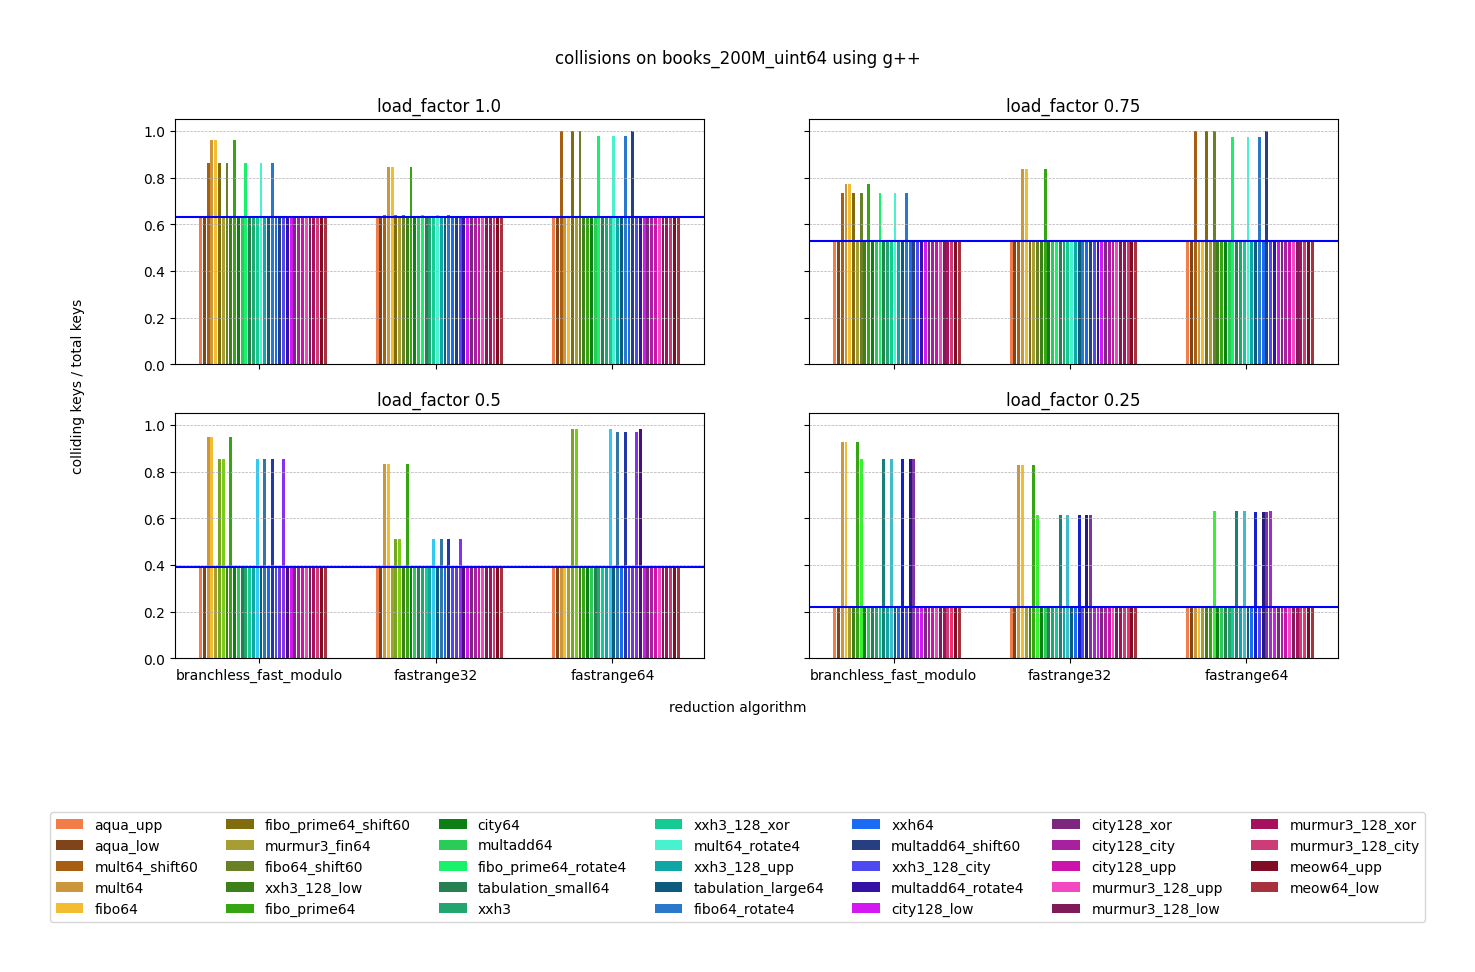 collisions on books_200M_uint64 using g++
load_factor 1.0
load_factor 0.75
1.0
0.8
0.6
0.4
0.2
0.0
load_factor 0.5
load_factor 0.25
1.0
0.8
0.6
0.4
0.2
0.0
colliding keys / total keys
branchless_fast_modulo fastrange32 fastrange64
branchless_fast_modulo fastrange32 fastrange64
reduction algorithm
aqua_upp fibo_prime64_shift60 city64 xxh3_128_xor xxh64 city128_xor murmur3_128_xor
aqua_low murmur3_fin64 multadd64 mult64_rotate4 multadd64_shift60 city128_city murmur3_128_city
mult64_shift60 fibo64_shift60 fibo_prime64_rotate4 xxh3_128_upp xxh3_128_city city128_upp meow64_upp
mult64 xxh3_128_low tabulation_small64 tabulation_large64 multadd64_rotate4 murmur3_128_upp meow64_low
fibo64 fibo_prime64 xxh3 fibo64_rotate4 city128_low murmur3_128_low